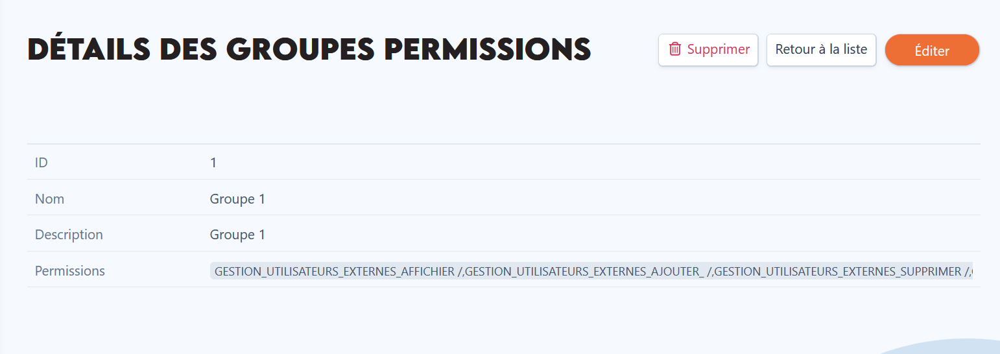 DÉTAILS DES GROUPES PERMISSIONS
Supprimer
Retour à la liste
Éditer
ID 1
Nom Groupe 1
Description Groupe 1
Permissions GESTION_UTILISATEURS_EXTERNES_AFFICHIER /,GESTION_UTILISATEURS_EXTERNES_AJOUTER_ /,GESTION_UTILISATEURS_EXTERNES_SUPPRIMER /,